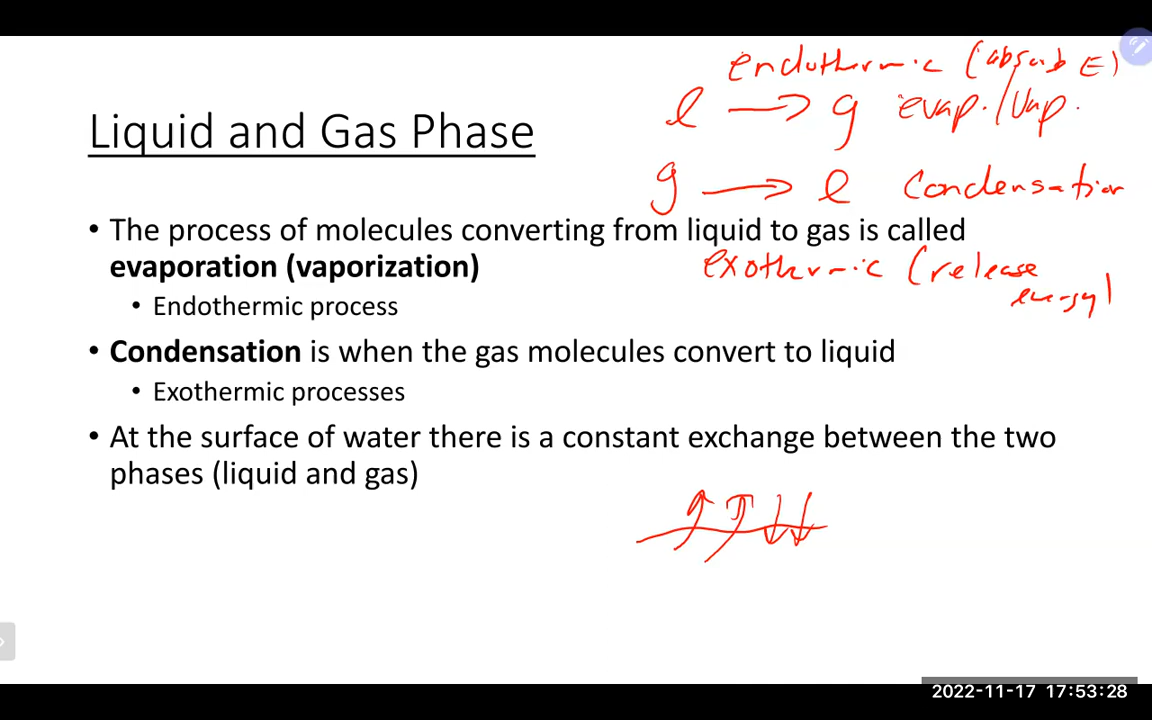 endothermic (absorb E)
l → g evap./vap.
Liquid and Gas Phase
g → l Condensation
• The process of molecules converting from liquid to gas is called
evaporation (vaporization)
exothermic (release
energy)
• Endothermic process
• Condensation is when the gas molecules convert to liquid
• Exothermic processes
• At the surface of water there is a constant exchange between the two
phases (liquid and gas)
2022-11-17 17:53:28